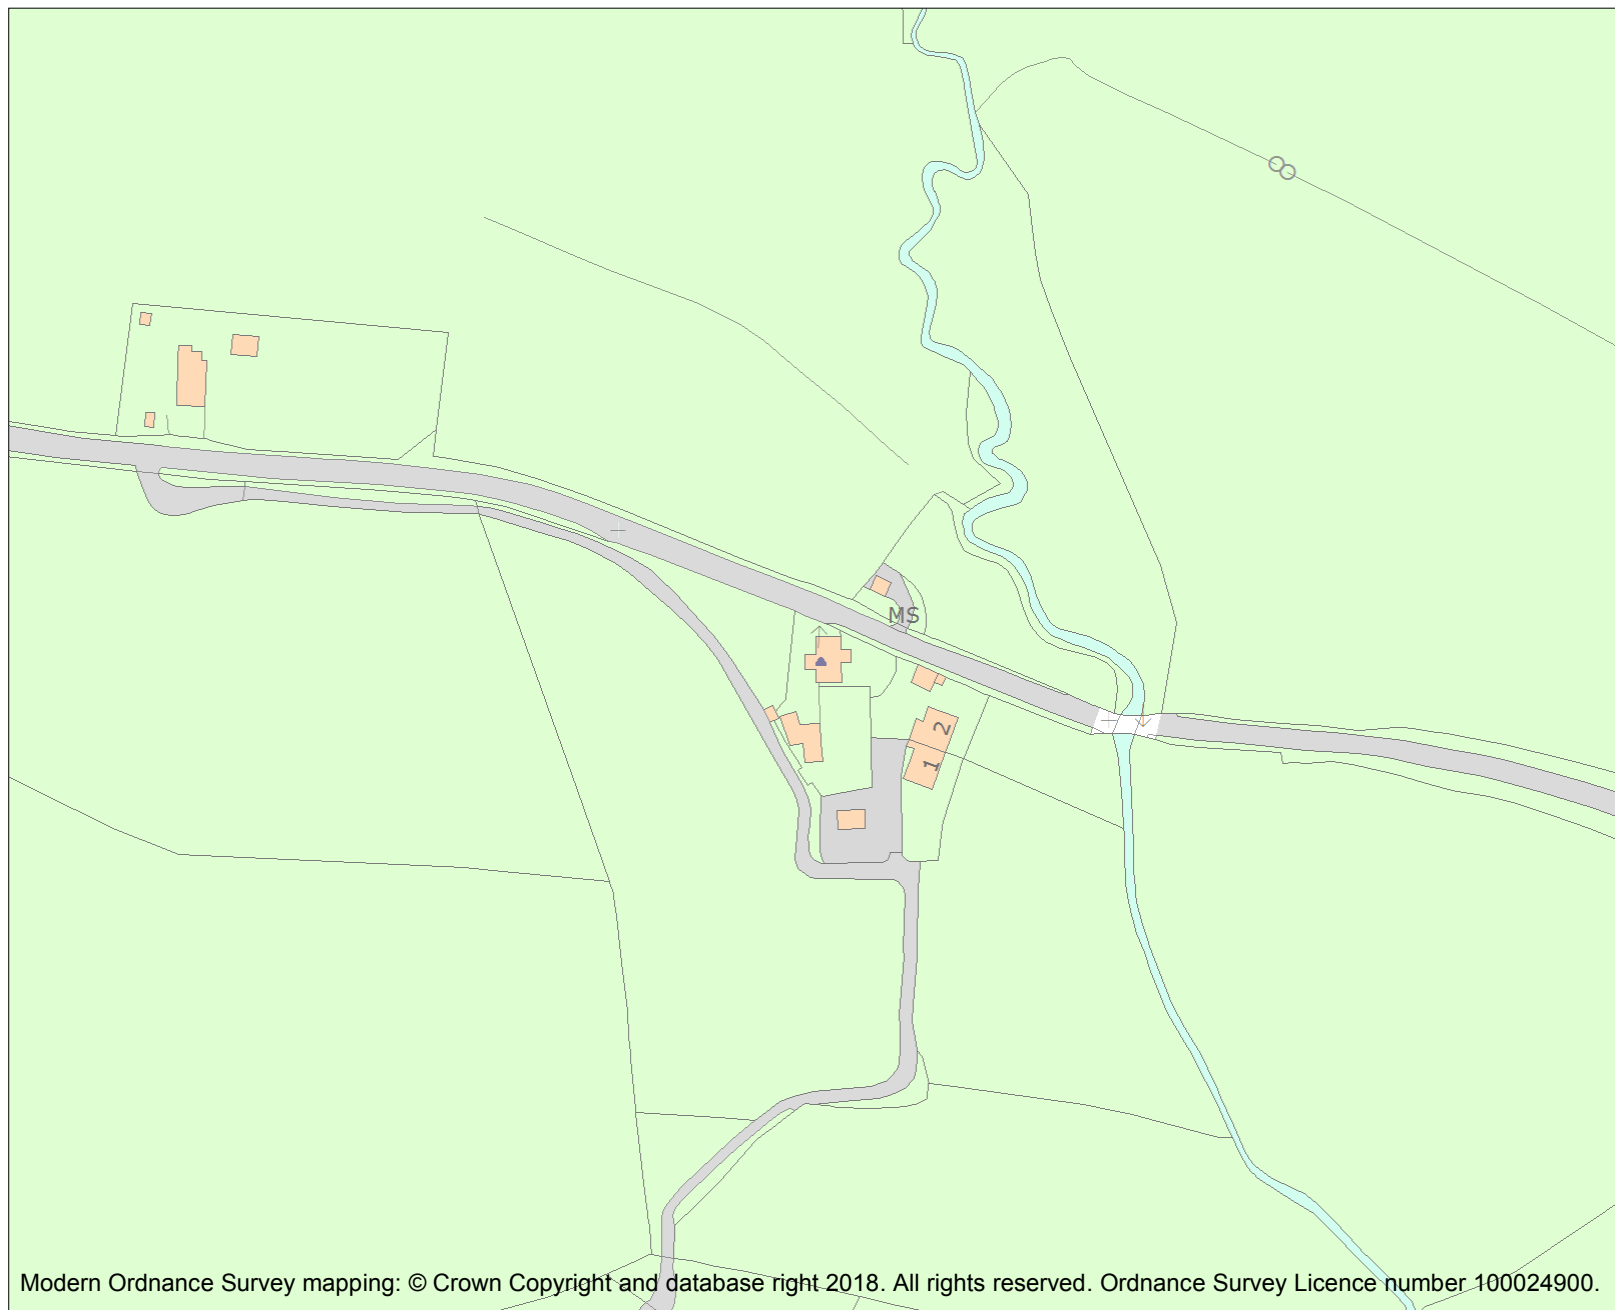 MS
2
1
Modern Ordnance Survey mapping: © Crown Copyright and database right 2018. All rights reserved. Ordnance Survey Licence number 100024900.